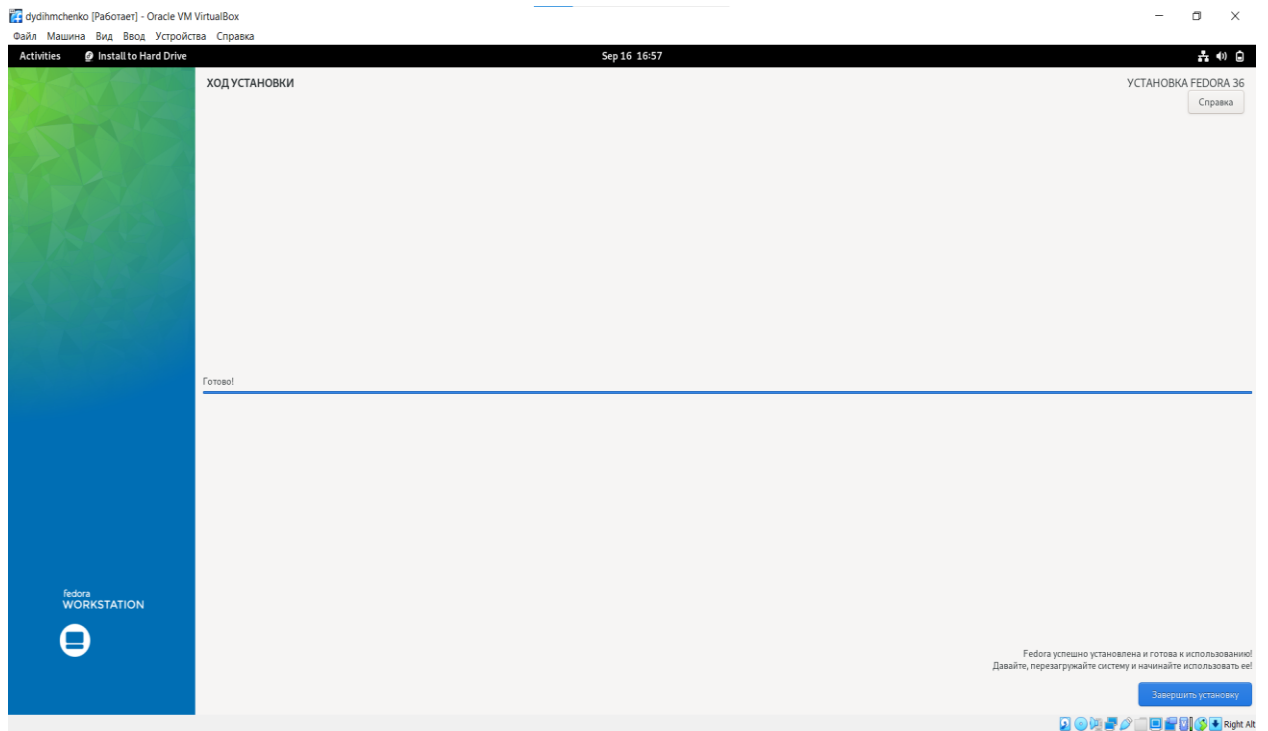 dydihmchenko [Работает] - Oracle VM VirtualBox
Файл Машина Вид Ввод Устройства Справка
Activities Install to Hard Drive Sep 16 16:57
ХОД УСТАНОВКИ
УСТАНОВКА FEDORA 36
Справка
Готово!
fedora
WORKSTATION
Fedora успешно установлена и готова к использованию!
Давайте, перезагружайте систему и начинайте использовать ее!
Завершить установку
Right Alt